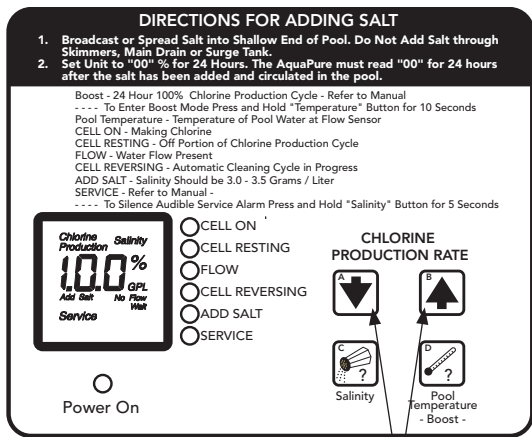 DIRECTIONS FOR ADDING SALT
1. Broadcast or Spread Salt into Shallow End of Pool. Do Not Add Salt through
Skimmers, Main Drain or Surge Tank.
2. Set Unit to "00" % for 24 Hours. The AquaPure must read "00" for 24 hours
after the salt has been added and circulated in the pool.
Boost - 24 Hour 100% Chlorine Production Cycle - Refer to Manual
- - - - To Enter Boost Mode Press and Hold "Temperature" Button for 10 Seconds
Pool Temperature - Temperature of Pool Water at Flow Sensor
CELL ON - Making Chlorine
CELL RESTING - Off Portion of Chlorine Production Cycle
FLOW - Water Flow Present
CELL REVERSING - Automatic Cleaning Cycle in Progress
ADD SALT - Salinity Should be 3.0 - 3.5 Grams / Liter
SERVICE - Refer to Manual -
- - - - To Silence Audible Service Alarm Press and Hold "Salinity" Button for 5 Seconds
Chlorine
Production Salinity
1.0.0 %
GPL
Add Salt No Flow
Wait
Service
CELL ON
CELL RESTING
FLOW
CELL REVERSING
ADD SALT
SERVICE
Power On
CHLORINE
PRODUCTION RATE
A B
C ? D ?
Salinity Pool
Temperature
- Boost -